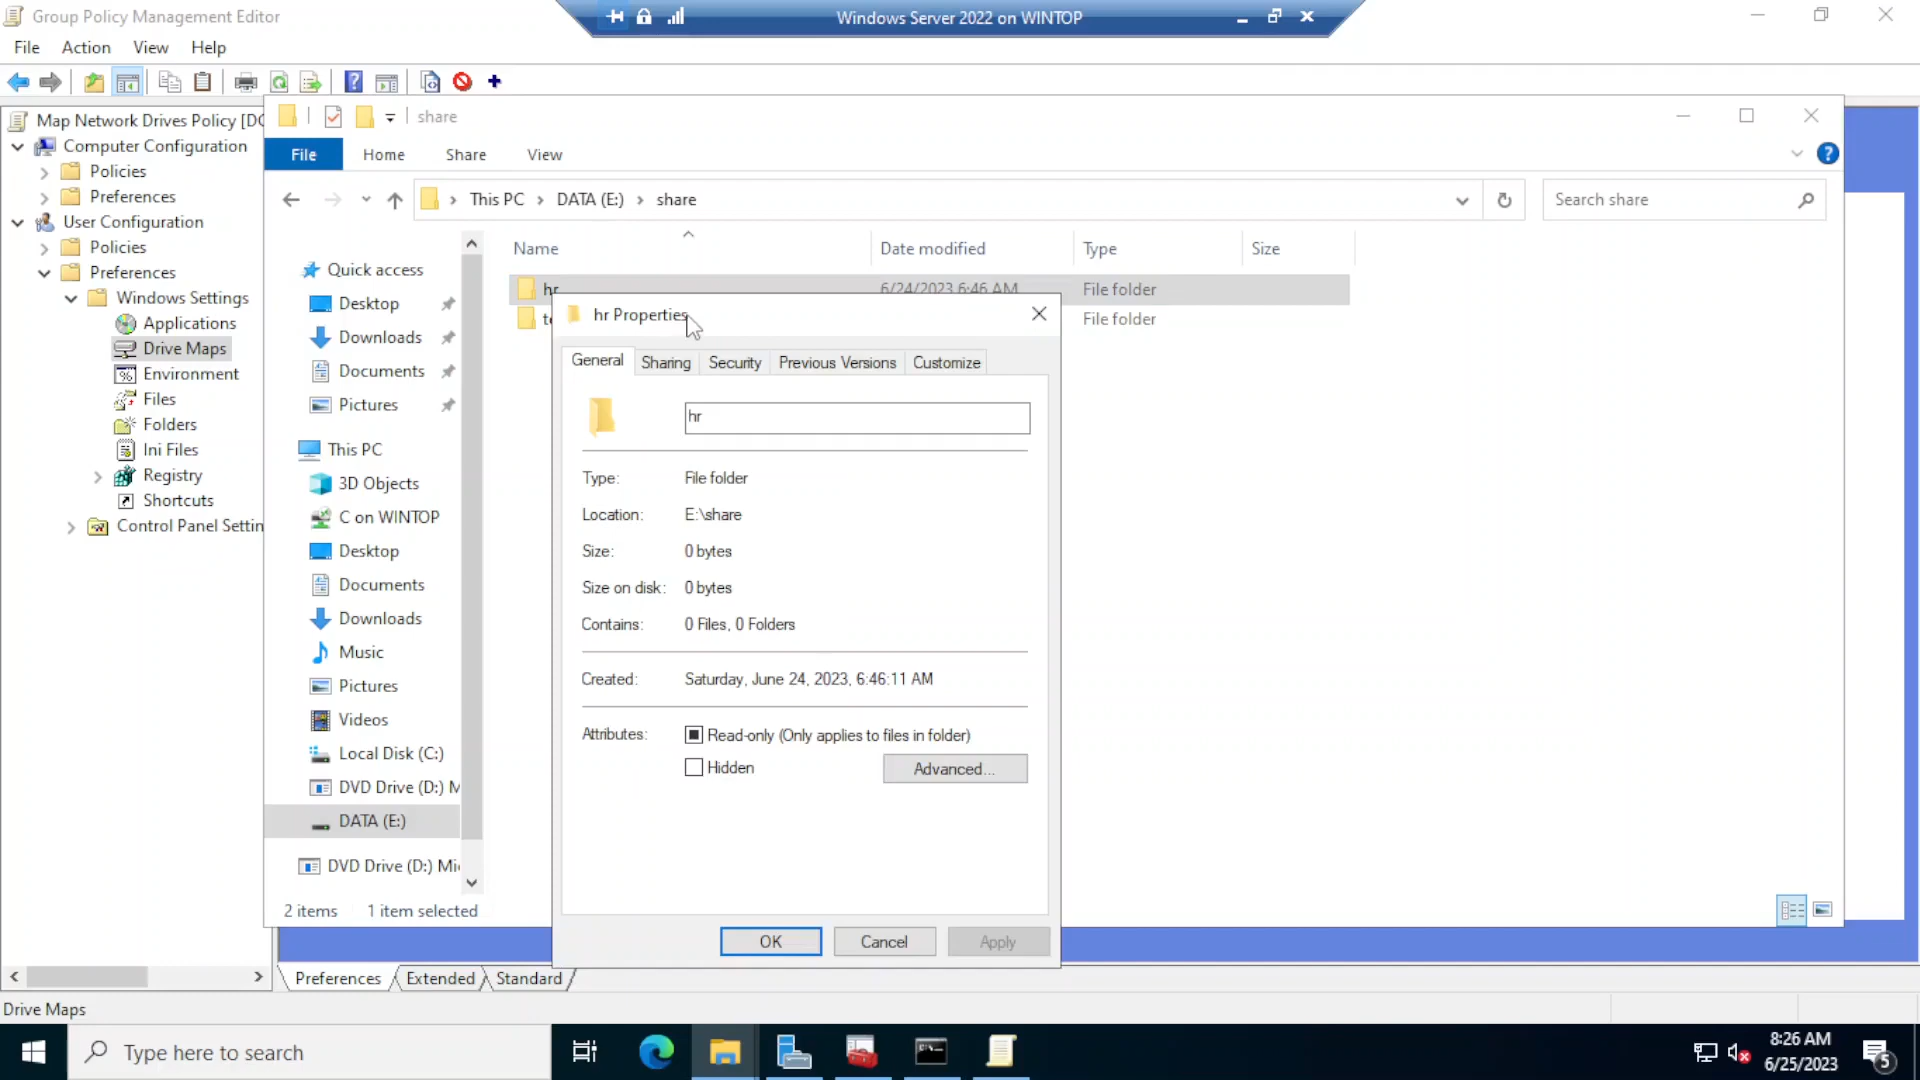 Group Policy Management Editor
Windows Server 2022 on WINTOP
File Action View Help
Map Network Drives Policy [DC
Computer Configuration
Policies
Preferences
User Configuration
Policies
Preferences
Windows Settings
Applications
Drive Maps
Environment
Files
Folders
Ini Files
Registry
Shortcuts
Control Panel Settin
share
File Home Share View
This PC > DATA (E:) > share
Search share
Name Date modified Type Size
hr 6/24/2023 6:46 AM File folder
File folder
Quick access
Desktop
Downloads
Documents
Pictures
This PC
3D Objects
C on WINTOP
Desktop
Documents
Downloads
Music
Pictures
Videos
Local Disk (C:)
DVD Drive (D:) M
DATA (E:)
DVD Drive (D:) Mi
2 items 1 item selected
hr Properties
General Sharing Security Previous Versions Customize
hr
Type: File folder
Location: E:\share
Size: 0 bytes
Size on disk: 0 bytes
Contains: 0 Files, 0 Folders
Created: Saturday, June 24, 2023, 6:46:11 AM
Attributes: Read-only (Only applies to files in folder)
Hidden Advanced...
OK Cancel Apply
Preferences Extended Standard
Drive Maps
Type here to search
8:26 AM
6/25/2023
5